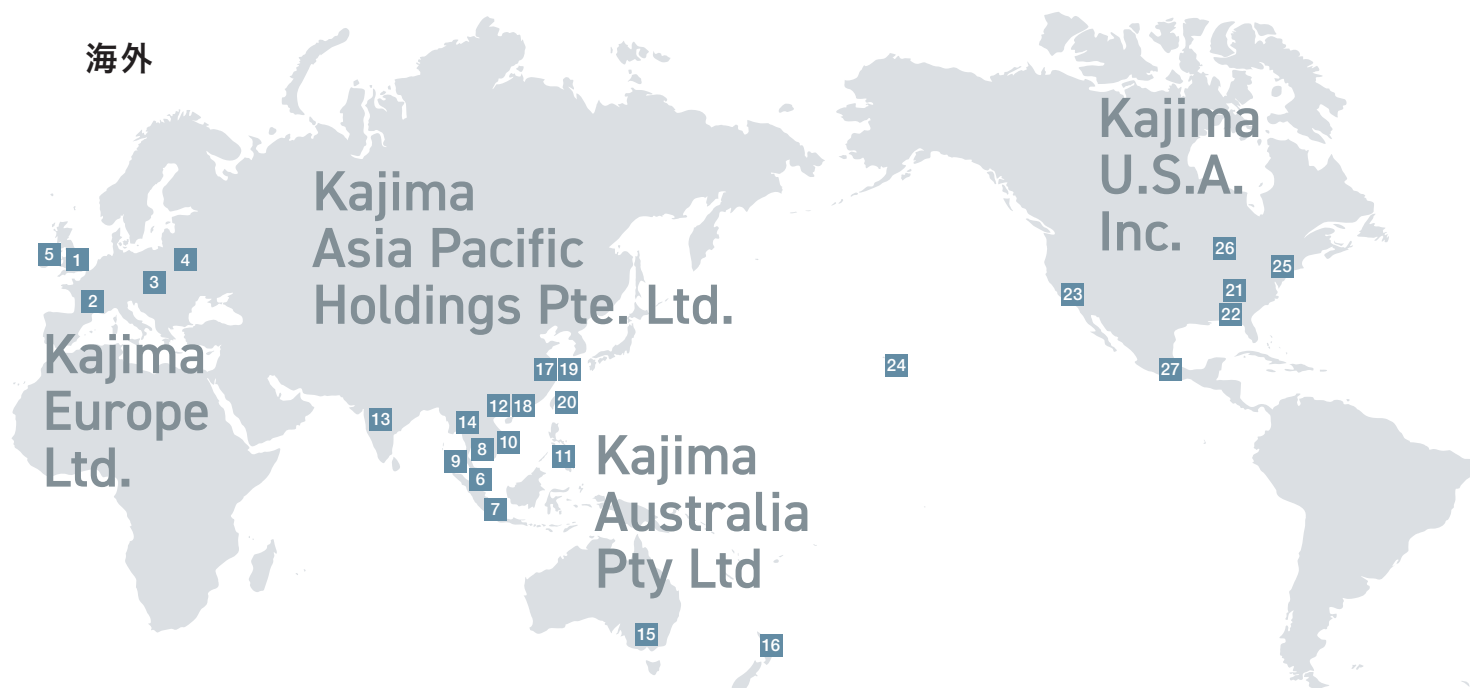 海外
Kajima
U.S.A.
Inc.
Kajima
Asia Pacific
Holdings Pte. Ltd.
Kajima
Europe
Ltd.
Kajima
Australia
Pty Ltd
5
1
4
3
2
26
25
21
23
22
17
19
24
27
12
18
20
13
14
10
8
11
9
6
7
15
16